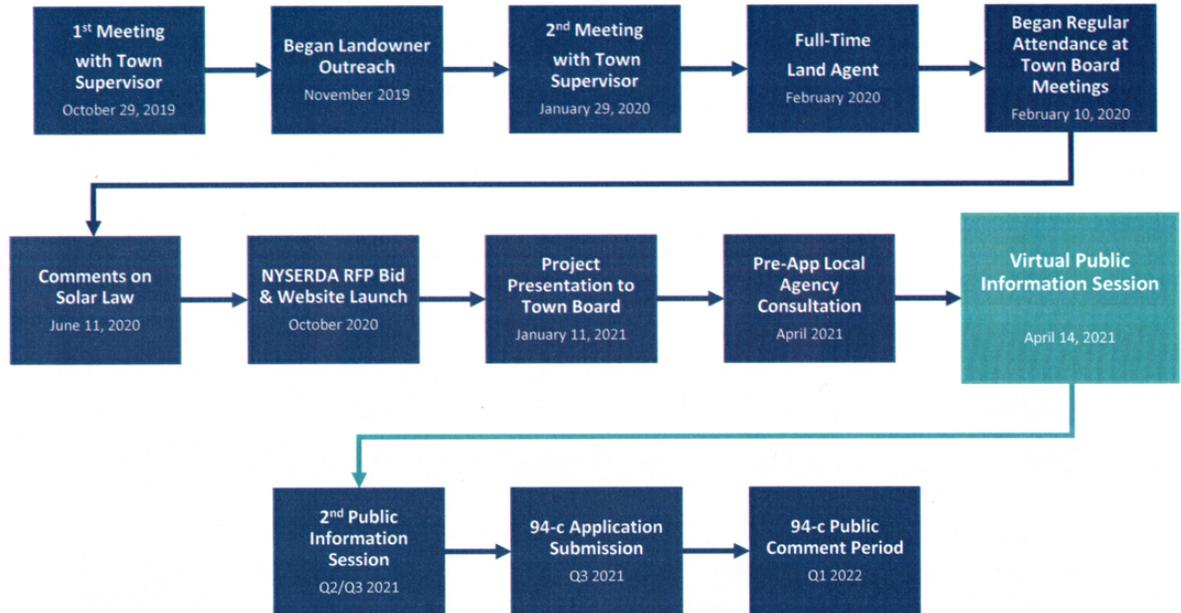 1st Meeting
with Town
Supervisor
October 29, 2019
Began Landowner
Outreach
November 2019
2nd Meeting
with Town
Supervisor
January 29, 2020
Full-Time
Land Agent
February 2020
Began Regular
Attendance at
Town Board
Meetings
February 10, 2020
Comments on
Solar Law
June 11, 2020
NYSERDA RFP Bid
& Website Launch
October 2020
Project
Presentation to
Town Board
January 11, 2021
Pre-App Local
Agency
Consultation
April 2021
Virtual Public
Information Session
April 14, 2021
2nd Public
Information
Session
Q2/Q3 2021
94-c Application
Submission
Q3 2021
94-c Public
Comment Period
Q1 2022